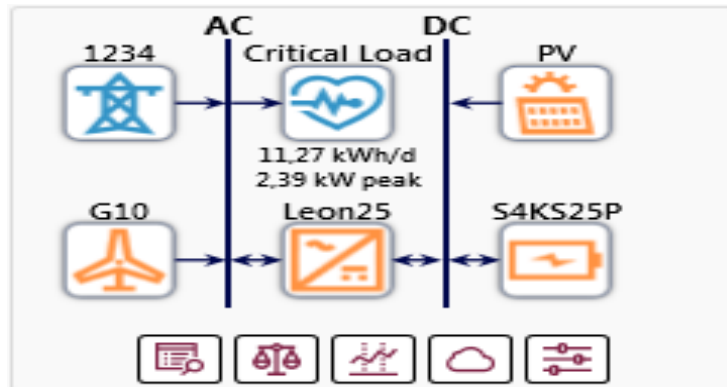 AC DC
1234 Critical Load PV
11,27 kWh/d
2,39 kW peak
G10 Leon25 S4KS25P